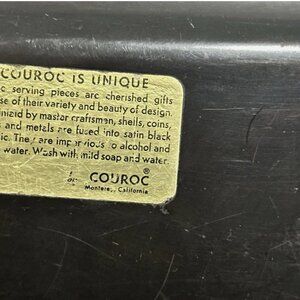 COUROC IS UNIQUE
c serving pieces are cherished gifts
se of their variety and beauty of design.
by master craftsmen, shells, coins,
s and metals are fused into satin black
ic. They are impervious to alcohol and
water. Wash with mild soap and water.
COUROC®
Monterey, California